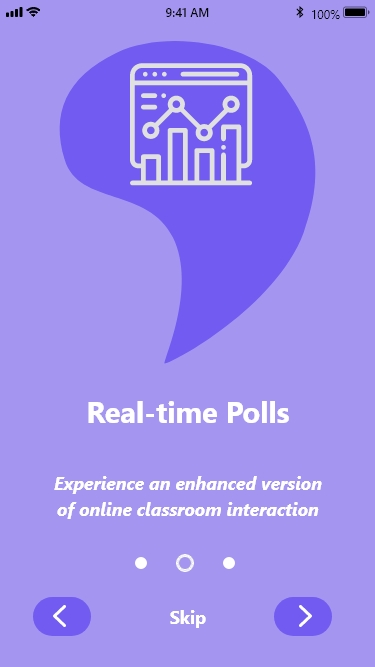 9:41 AM
100%
Real-time Polls
Experience an enhanced version
of online classroom interaction
Skip